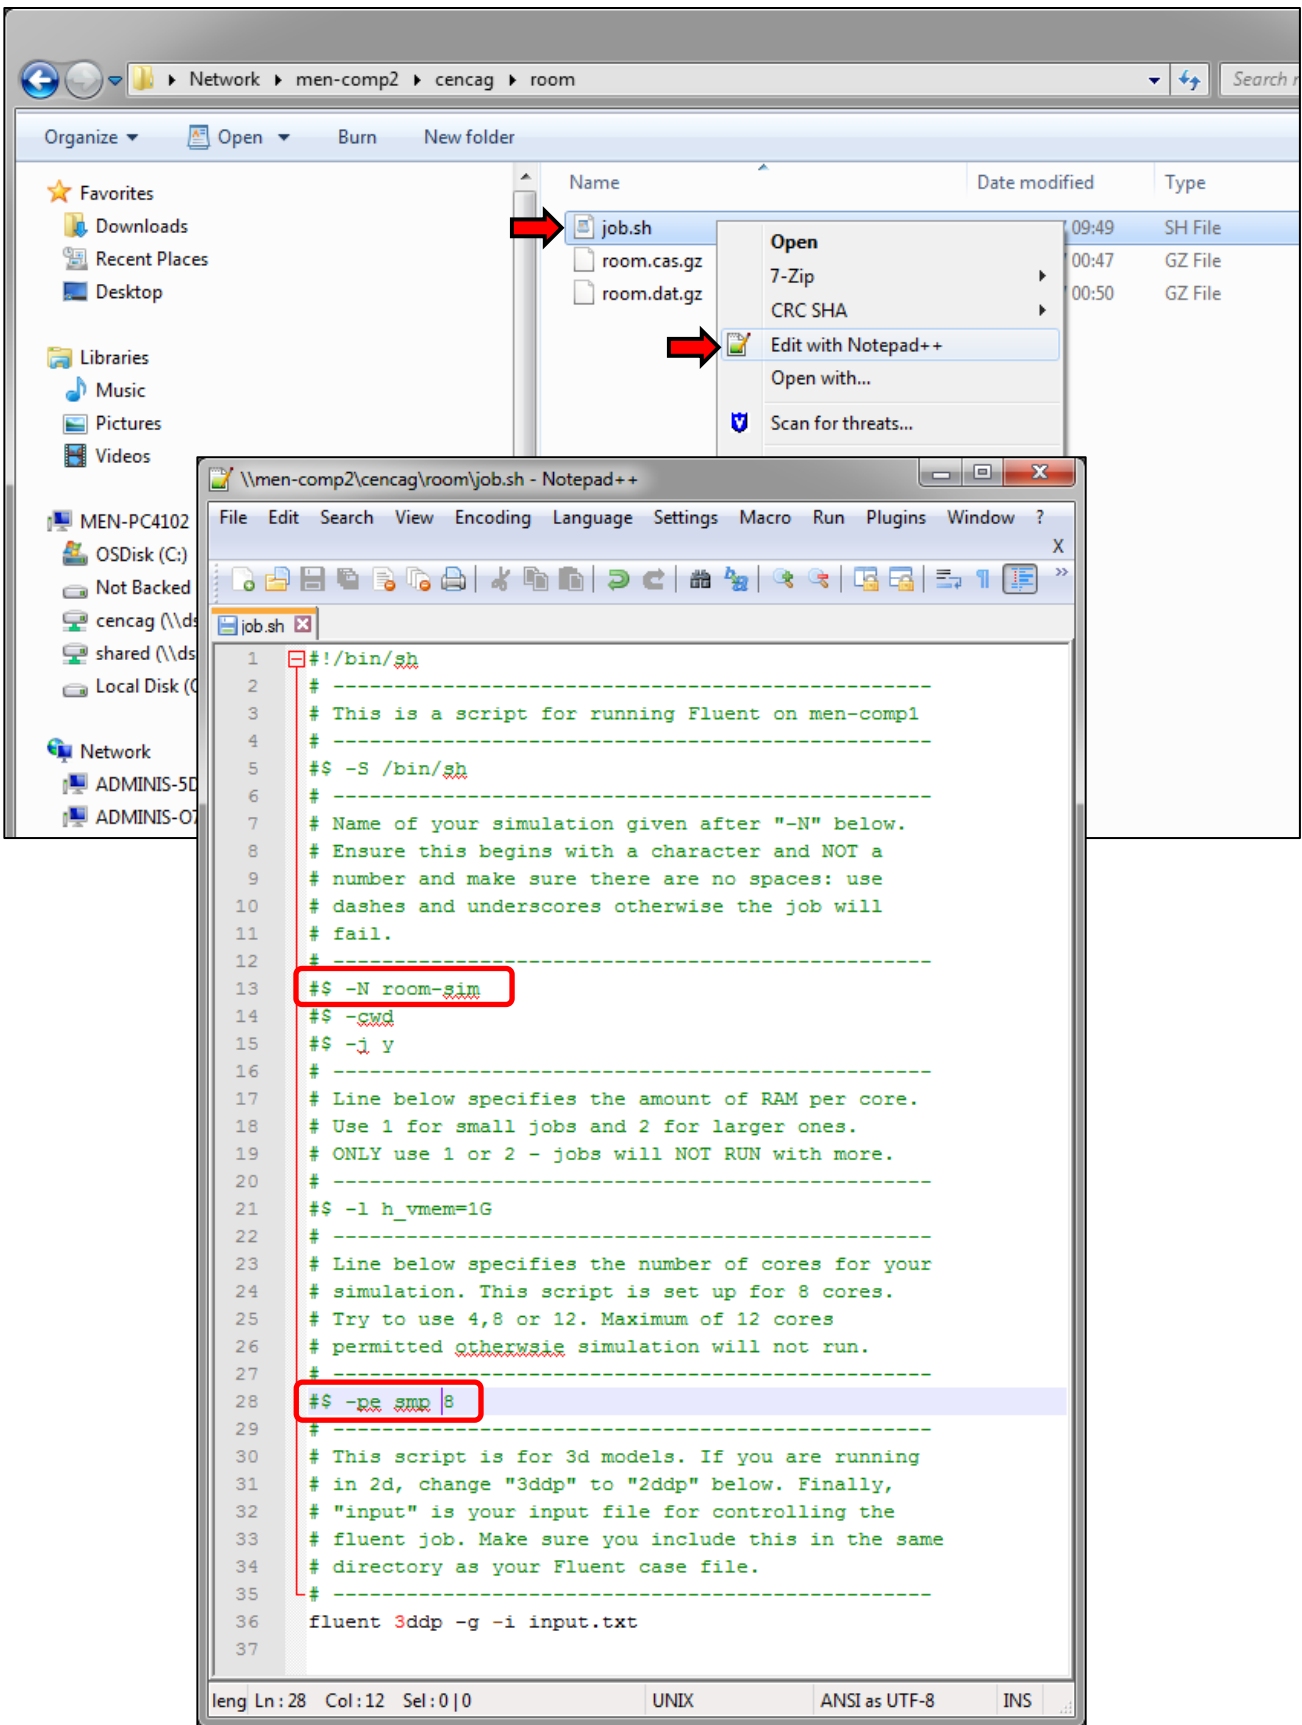 Network ▸ men-comp2 ▸ cencag ▸ room
Search
Organize Open Burn New folder
Name Date modified Type
Favorites
Downloads
Recent Places
Desktop
Libraries
Music
Pictures
Videos
MEN-PC4102
OSDisk (C:)
Not Backed
cencag (\\ds
shared (\\ds
Local Disk (
Network
ADMINIS-5D
ADMINIS-O7
job.sh 09:49 SH File
room.cas.gz 00:47 GZ File
room.dat.gz 00:50 GZ File
Open
7-Zip
CRC SHA
Edit with Notepad++
Open with...
Scan for threats...
\\men-comp2\cencag\room\job.sh - Notepad++
File Edit Search View Encoding Language Settings Macro Run Plugins Window ?
X
job.sh
1 #!/bin/sh
2 # -------------------------------------------------
3 # This is a script for running Fluent on men-comp1
4 # -------------------------------------------------
5 #$ -S /bin/sh
6 # -------------------------------------------------
7 # Name of your simulation given after "-N" below.
8 # Ensure this begins with a character and NOT a
9 # number and make sure there are no spaces: use
10 # dashes and underscores otherwise the job will
11 # fail.
12 # -------------------------------------------------
13 #$ -N room-sim
14 #$ -cwd
15 #$ -j y
16 # -------------------------------------------------
17 # Line below specifies the amount of RAM per core.
18 # Use 1 for small jobs and 2 for larger ones.
19 # ONLY use 1 or 2 - jobs will NOT RUN with more.
20 # -------------------------------------------------
21 #$ -l h_vmem=1G
22 # -------------------------------------------------
23 # Line below specifies the number of cores for your
24 # simulation. This script is set up for 8 cores.
25 # Try to use 4,8 or 12. Maximum of 12 cores
26 # permitted otherwsie simulation will not run.
27 # -------------------------------------------------
28 #$ -pe smp 8
29 # -------------------------------------------------
30 # This script is for 3d models. If you are running
31 # in 2d, change "3ddp" to "2ddp" below. Finally,
32 # "input" is your input file for controlling the
33 # fluent job. Make sure you include this in the same
34 # directory as your Fluent case file.
35 # -------------------------------------------------
36 fluent 3ddp -g -i input.txt
37
leng Ln : 28 Col : 12 Sel : 0 | 0 UNIX ANSI as UTF-8 INS